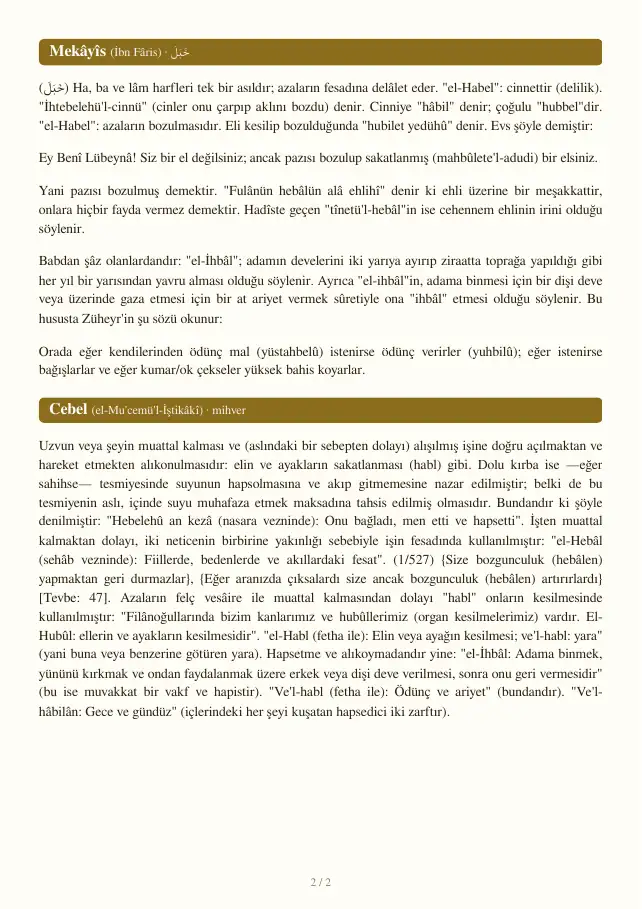 Mekâyîs (İbn Fâris) · خَبَلَ
(خَبَلَ) Ha, ba ve lâm harfleri tek bir asıldır; azaların fesadına delâlet eder. "el-Habel": cinnettir (delilik).
"İhtebelehü'l-cinnü" (cinler onu çarpıp aklını bozdu) denir. Cinniye "hâbil" denir; çoğulu "hubbel"dir.
"el-Habel": azaların bozulmasıdır. Eli kesilip bozulduğunda "hubilet yedühû" denir. Evs şöyle demiştir:
Ey Benî Lübeynâ! Siz bir el değilsiniz; ancak pazısı bozulup sakatlanmış (mahbûlete'l-adudi) bir elsiniz.
Yani pazısı bozulmuş demektir. "Fulânün hebâlün alâ ehlihî" denir ki ehli üzerine bir meşakkattir,
onlara hiçbir fayda vermez demektir. Hadîste geçen "tînetü'l-hebâl"in ise cehennem ehlinin irini olduğu
söylenir.
Babdan şâz olanlardandır: "el-İhbâl"; adamın develerini iki yarıya ayırıp ziraatta toprağa yapıldığı gibi
her yıl bir yarısından yavru alması olduğu söylenir. Ayrıca "el-ihbâl"in, adama binmesi için bir dişi deve
veya üzerinde gaza etmesi için bir at ariyet vermek sûretiyle ona "ihbâl" etmesi olduğu söylenir. Bu
hususta Züheyr'in şu sözü okunur:
Orada eğer kendilerinden ödünç mal (yüstahbelû) istenirse ödünç verirler (yuhbilû); eğer istenirse
bağışlarlar ve eğer kumar/ok çekseler yüksek bahis koyarlar.
Cebel (el-Mu'cemü'l-İştikâkî) · mihver
Uzvun veya şeyin muattal kalması ve (aslındaki bir sebepten dolayı) alışılmış işine doğru açılmaktan ve
hareket etmekten alıkonulmasıdır: elin ve ayakların sakatlanması (habl) gibi. Dolu kırba ise —eğer
sahihse— tesmiyesinde suyunun hapsolmasına ve akıp gitmemesine nazar edilmiştir; belki de bu
tesmiyenin aslı, içinde suyu muhafaza etmek maksadına tahsis edilmiş olmasıdır. Bundandır ki şöyle
denilmiştir: "Hebelehû an kezâ (nasara vezninde): Onu bağladı, men etti ve hapsetti". İşten muattal
kalmaktan dolayı, iki neticenin birbirine yakınlığı sebebiyle işin fesadında kullanılmıştır: "el-Hebâl
(sehâb vezninde): Fiillerde, bedenlerde ve akıllardaki fesat". (1/527) {Size bozgunculuk (hebâlen)
yapmaktan geri durmazlar}, {Eğer aranızda çıksalardı size ancak bozgunculuk (hebâlen) artırırlardı}
[Tevbe: 47]. Azaların felç vesâire ile muattal kalmasından dolayı "habl" onların kesilmesinde
kullanılmıştır: "Filânoğullarında bizim kanlarımız ve hubûllerimiz (organ kesilmelerimiz) vardır. El-
Hubûl: ellerin ve ayakların kesilmesidir". "el-Habl (fetha ile): Elin veya ayağın kesilmesi; ve'l-habl: yara"
(yani buna veya benzerine götüren yara). Hapsetme ve alıkoymadandır yine: "el-İhbâl: Adama binmek,
yününü kırkmak ve ondan faydalanmak üzere erkek veya dişi deve verilmesi, sonra onu geri vermesidir"
(bu ise muvakkat bir vakf ve hapistir). "Ve'l-habl (fetha ile): Ödünç ve ariyet" (bundandır). "Ve'l-
hâbilân: Gece ve gündüz" (içlerindeki her şeyi kuşatan hapsedici iki zarftır).
2 / 2